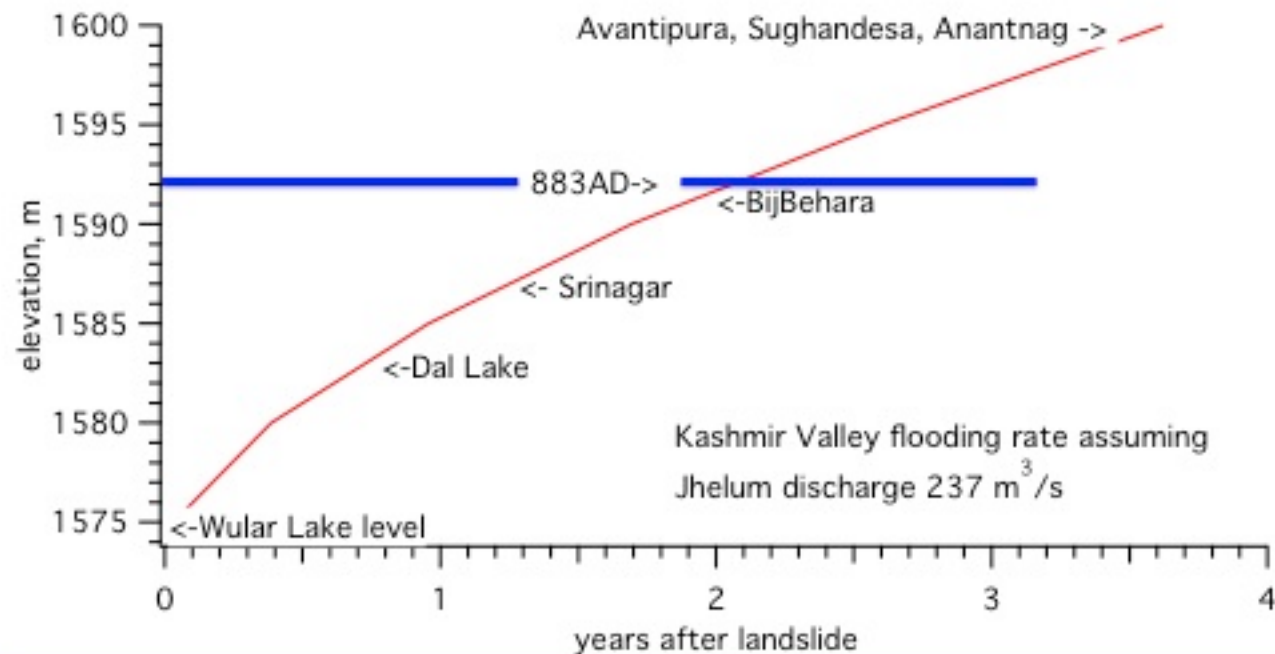 1600
Avantipura, Sughandesa, Anantnag ->
1595
883AD->
<-BijBehara
1590
elevation, m
<- Srinagar
1585
<-Dal Lake
1580
Kashmir Valley flooding rate assuming
Jhelum discharge 237 m³/s
1575
<-Wular Lake level
0 1 2 3 4
years after landslide